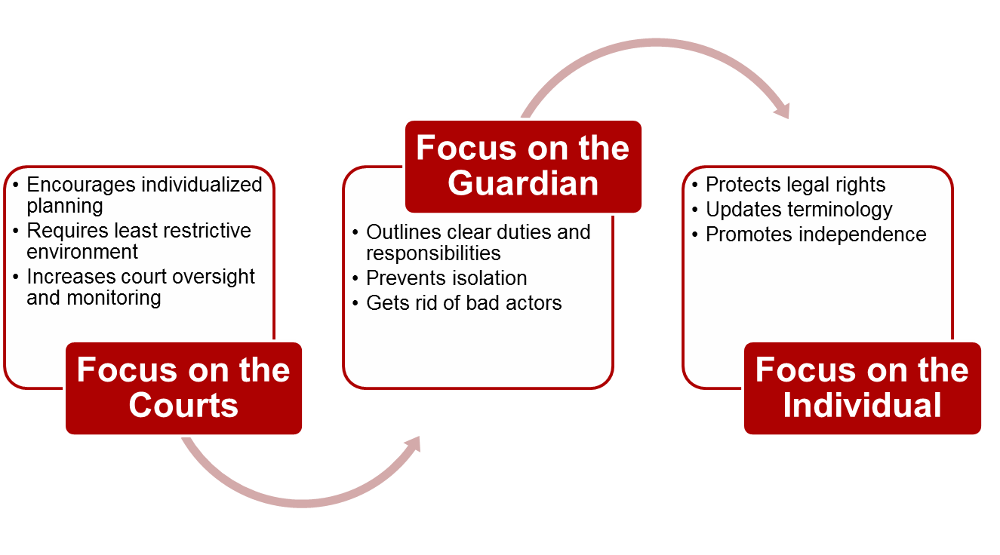 • Encourages individualized
planning
• Requires least restrictive
environment
• Increases court oversight
and monitoring
Focus on the
Courts
Focus on the
Guardian
• Outlines clear duties and
responsibilities
• Prevents isolation
• Gets rid of bad actors
• Protects legal rights
• Updates terminology
• Promotes independence
Focus on the
Individual